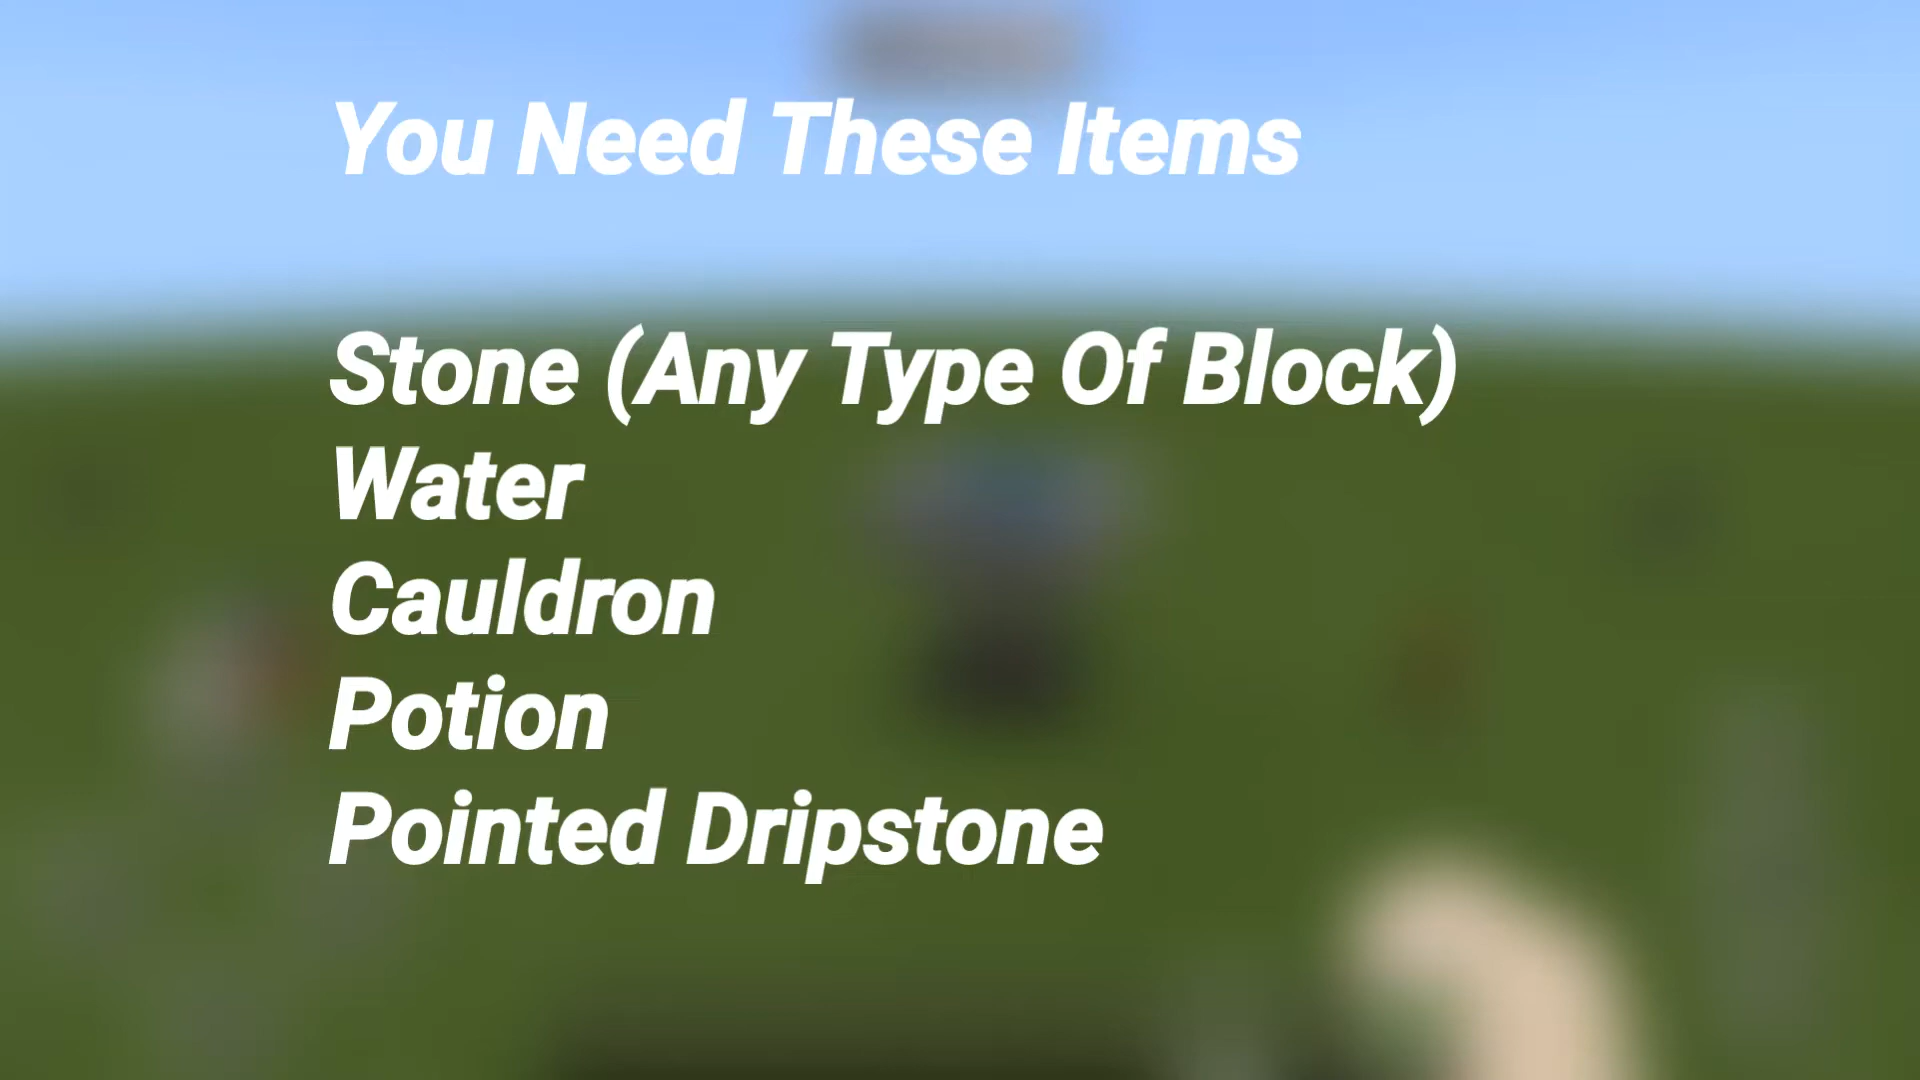 You Need These Items
Stone (Any Type Of Block)
Water
Cauldron
Potion
Pointed Dripstone